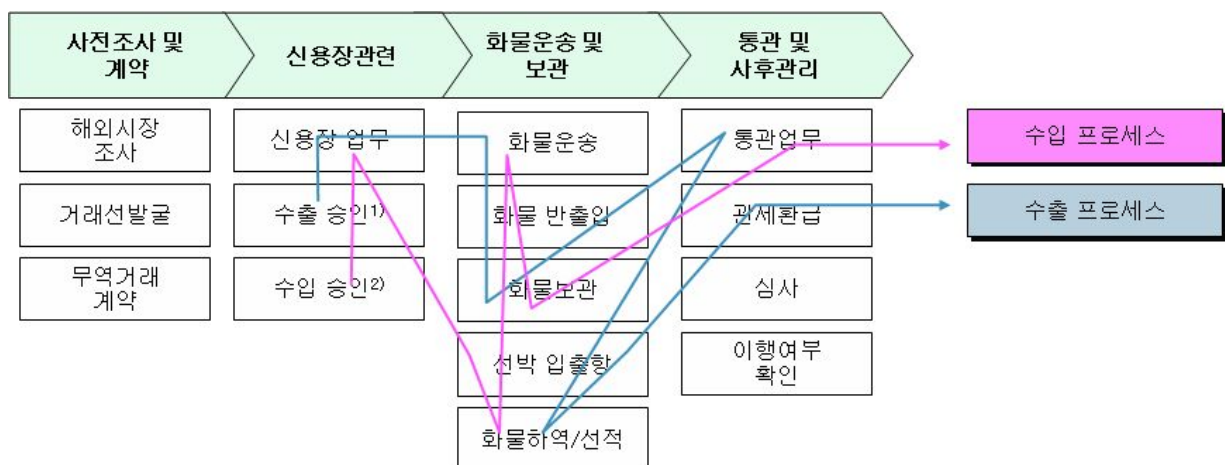 사전조사 및
계약
신용장관련
화물운송 및
보관
통관 및
사후관리
해외시장
조사
거래선발굴
무역거래
계약
신용장 업무
수출 승인1)
수입 승인2)
화물운송
화물 반출입
화물보관
선박 입출항
화물하역/선적
통관업무
관세환급
심사
이행여부
확인
수입 프로세스
수출 프로세스